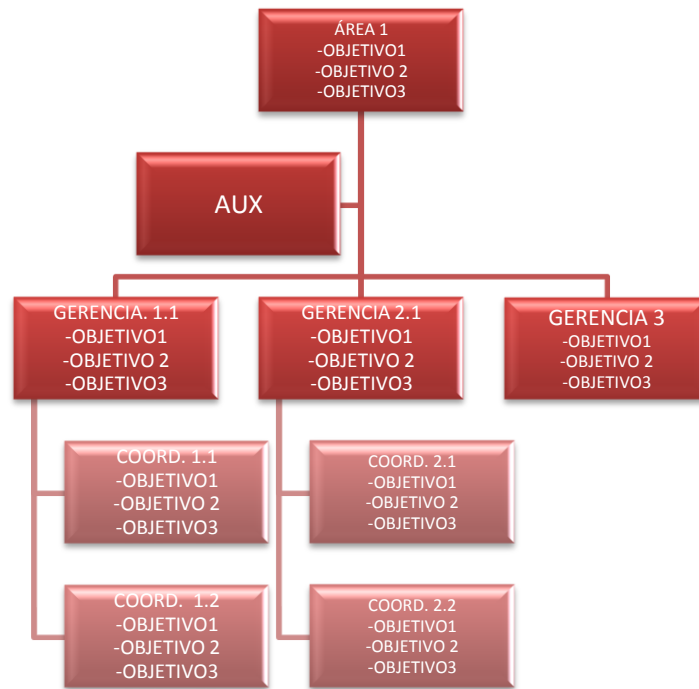 ÁREA 1
-OBJETIVO1
-OBJETIVO 2
-OBJETIVO3
AUX
GERENCIA. 1.1
-OBJETIVO1
-OBJETIVO 2
-OBJETIVO3
GERENCIA 2.1
-OBJETIVO1
-OBJETIVO 2
-OBJETIVO3
GERENCIA 3
-OBJETIVO1
-OBJETIVO 2
-OBJETIVO3
COORD. 1.1
-OBJETIVO1
-OBJETIVO 2
-OBJETIVO3
COORD. 2.1
-OBJETIVO1
-OBJETIVO 2
-OBJETIVO3
COORD. 1.2
-OBJETIVO1
-OBJETIVO 2
-OBJETIVO3
COORD. 2.2
-OBJETIVO1
-OBJETIVO 2
-OBJETIVO3